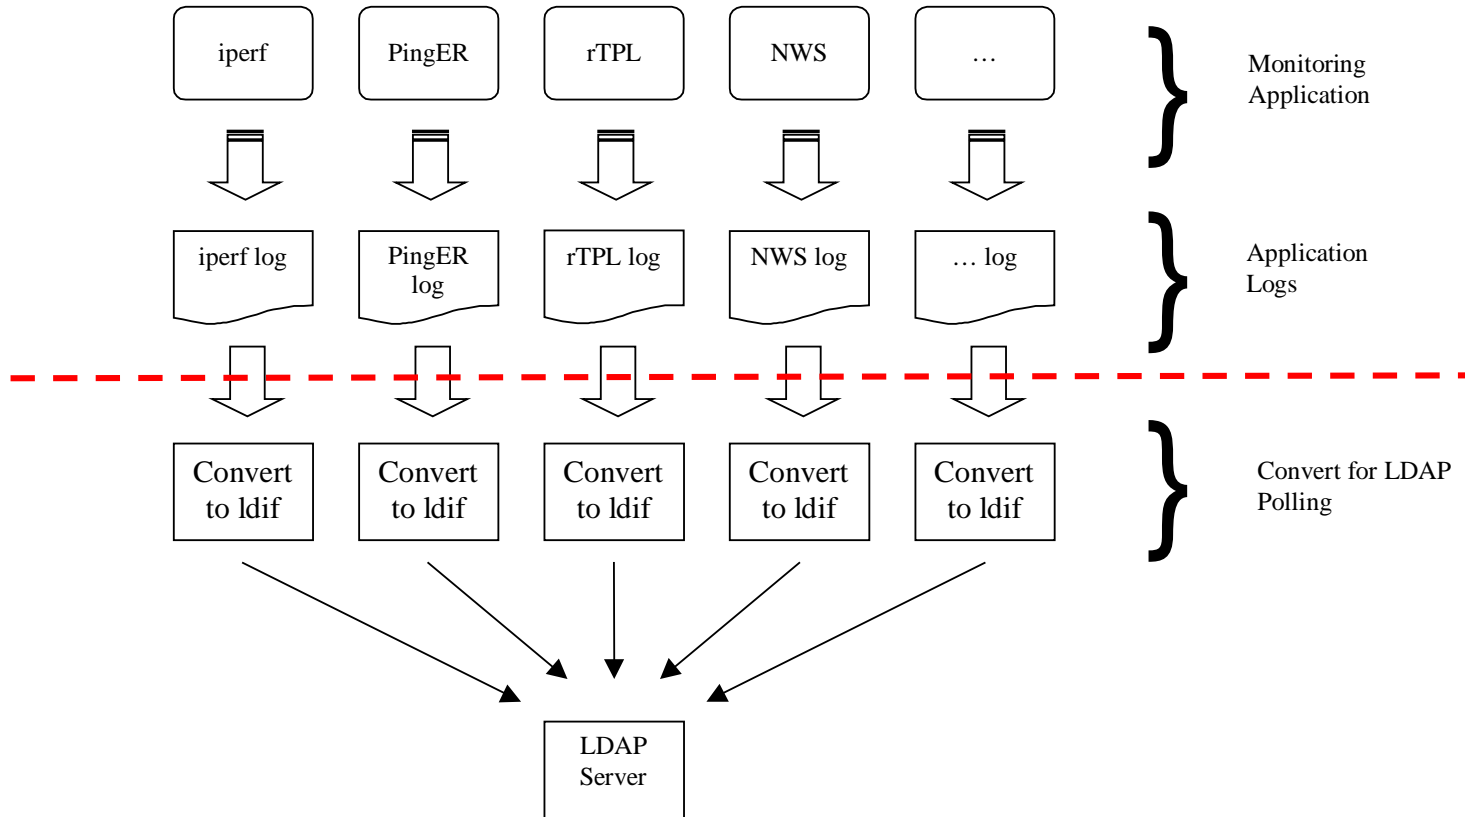 iperf
PingER
rTPL
NWS
…
Monitoring
Application
iperf log
PingER
log
rTPL log
NWS log
… log
Application
Logs
Convert
to ldif
Convert
to ldif
Convert
to ldif
Convert
to ldif
Convert
to ldif
Convert for LDAP
Polling
LDAP
Server